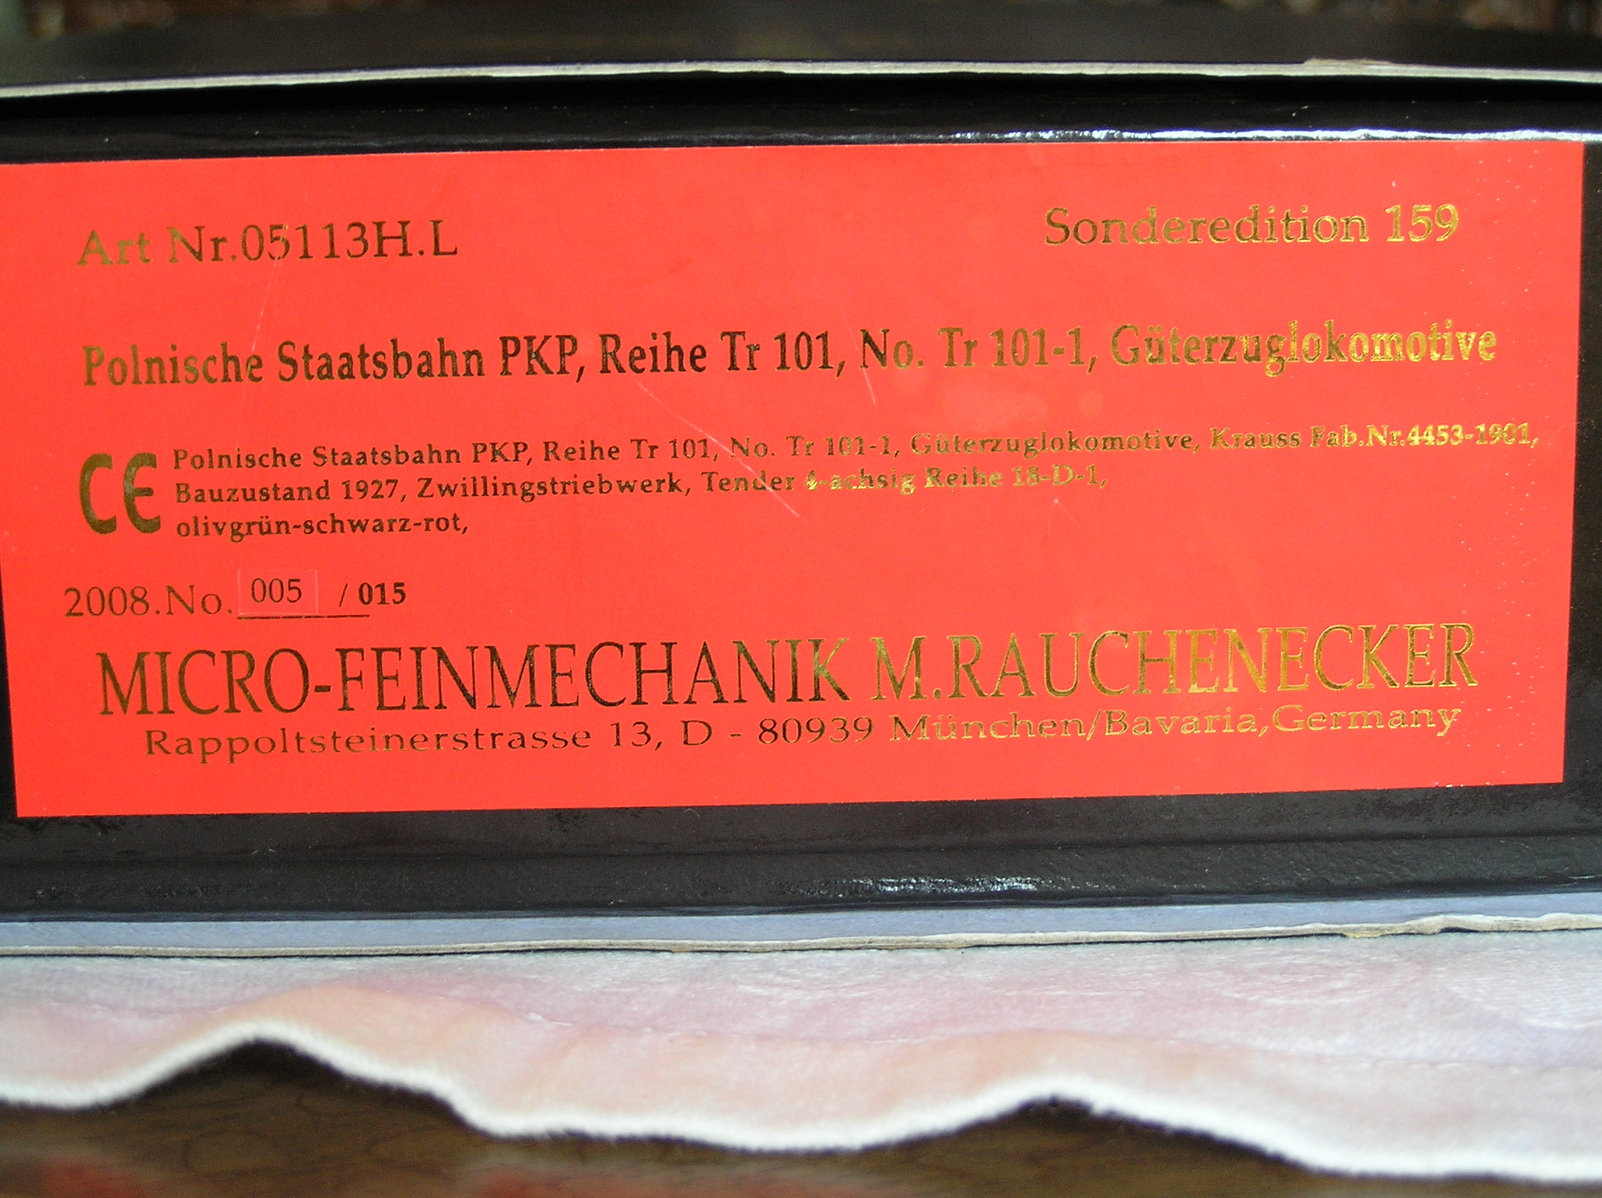 Art Nr.05113H.L
Sonderedition 159
Polnische Staatsbahn PKP, Reihe Tr 101, No. Tr 101-1, Güterzuglokomotive
CE
Polnische Staatsbahn PKP, Reihe Tr 101, No. Tr 101-1, Güterzuglokomotive, Krauss Fab.Nr.4453-1901,
Bauzustand 1927, Zwillingstriebwerk, Tender 4-achsig Reihe 18-D-1,
olivgrün-schwarz-rot,
2008.No. 005 / 015
MICRO-FEINMECHANIK M.RAUCHENECKER
Rappoltsteinerstrasse 13, D - 80939 München/Bavaria,Germany